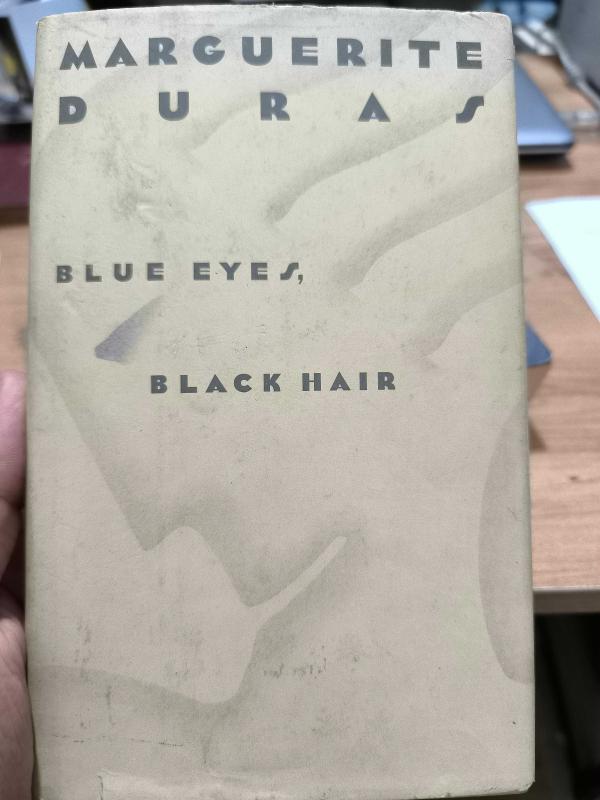 MARGUERITE
DURAS
BLUE EYES,
BLACK HAIR